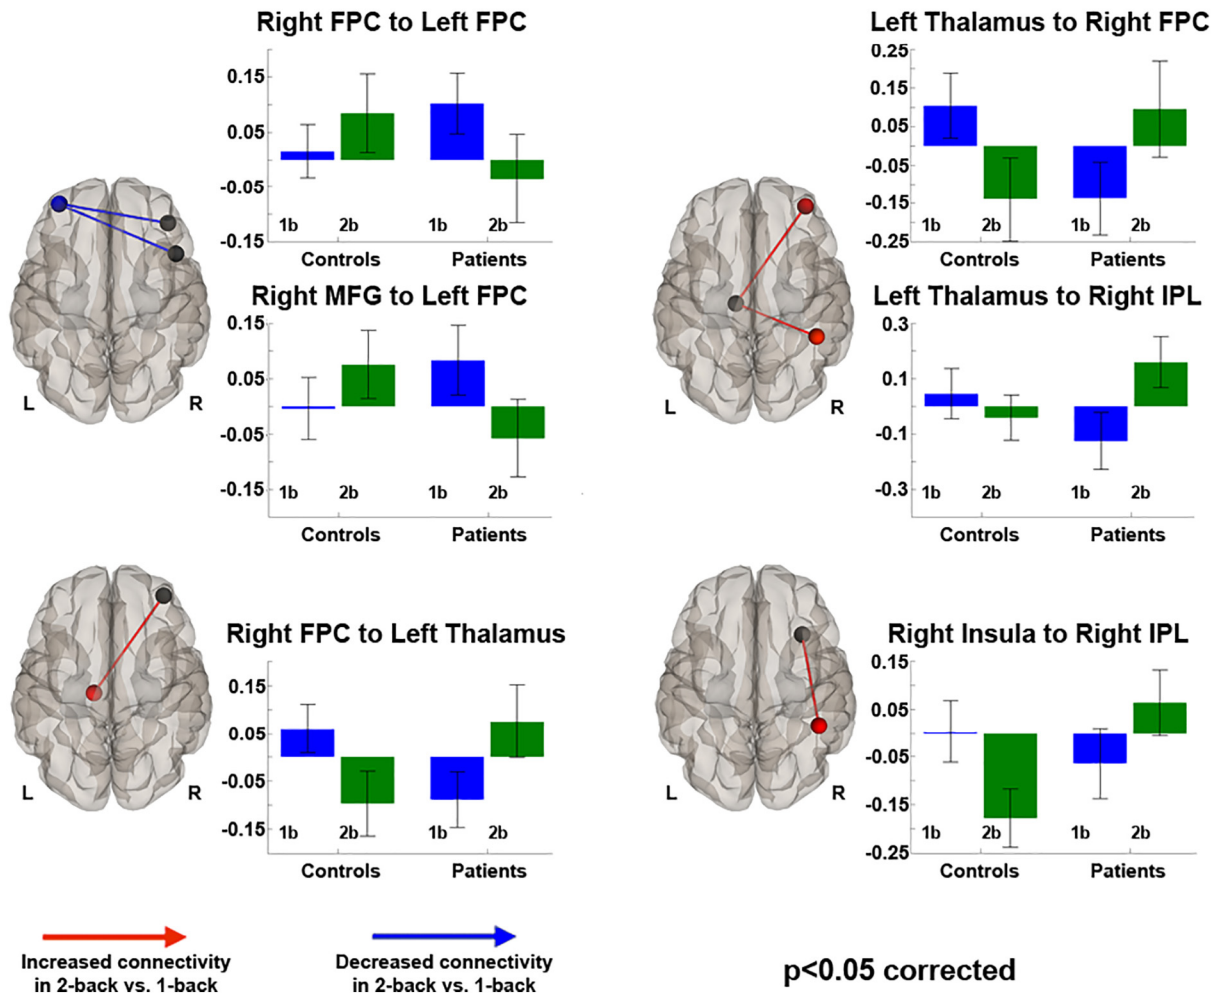 Right FPC to Left FPC
0.15
0.05
-0.05
-0.15
1b 2b 1b 2b
Controls Patients
Right MFG to Left FPC
0.15
0.05
-0.05
-0.15
1b 2b 1b 2b
Controls Patients
L R
Right FPC to Left Thalamus
0.15
0.05
-0.05
-0.15
1b 2b 1b 2b
Controls Patients
L R
Left Thalamus to Right FPC
0.25
0.15
0.05
-0.05
-0.15
-0.25
1b 2b 1b 2b
Controls Patients
Left Thalamus to Right IPL
0.3
0.1
-0.1
-0.3
1b 2b 1b 2b
Controls Patients
L R
Right Insula to Right IPL
0.15
0.05
-0.05
-0.15
-0.25
1b 2b 1b 2b
Controls Patients
L R
Increased connectivity
in 2-back vs. 1-back
Decreased connectivity
in 2-back vs. 1-back
p<0.05 corrected